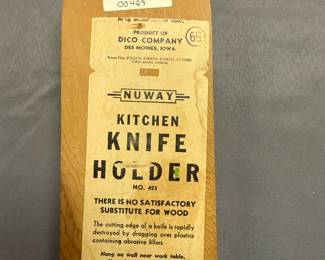 00429
PRODUCT OF
DICO COMPANY
DES MOINES, IOWA
59
NUWAY
KITCHEN
KNIFE
HOLDER
NO. 425
THERE IS NO SATISFACTORY
SUBSTITUTE FOR WOOD
The cutting edge of a knife is rapidly
destroyed by dragging over plastics
containing abrasive fillers
Hang on wall near work table,